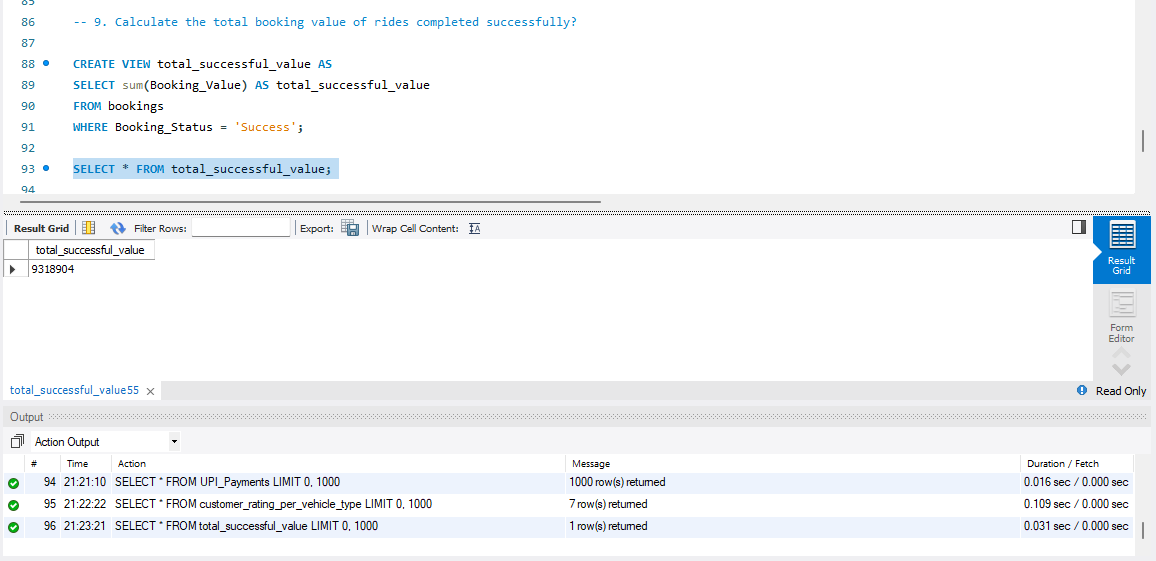 85
86 -- 9. Calculate the total booking value of rides completed successfully?
87
88 CREATE VIEW total_successful_value AS
89 SELECT sum(Booking_Value) AS total_successful_value
90 FROM bookings
91 WHERE Booking_Status = 'Success';
92
93 SELECT * FROM total_successful_value;
94
Result Grid Filter Rows: Export: Wrap Cell Content: IA
total_successful_value
9318904
Result Grid
Form Editor
total_successful_value55 Read Only
Output
Action Output
# Time Action Message Duration / Fetch
94 21:21:10 SELECT * FROM UPI_Payments LIMIT 0, 1000 1000 row(s) returned 0.016 sec / 0.000 sec
95 21:22:22 SELECT * FROM customer_rating_per_vehicle_type LIMIT 0, 1000 7 row(s) returned 0.109 sec / 0.000 sec
96 21:23:21 SELECT * FROM total_successful_value LIMIT 0, 1000 1 row(s) returned 0.031 sec / 0.000 sec